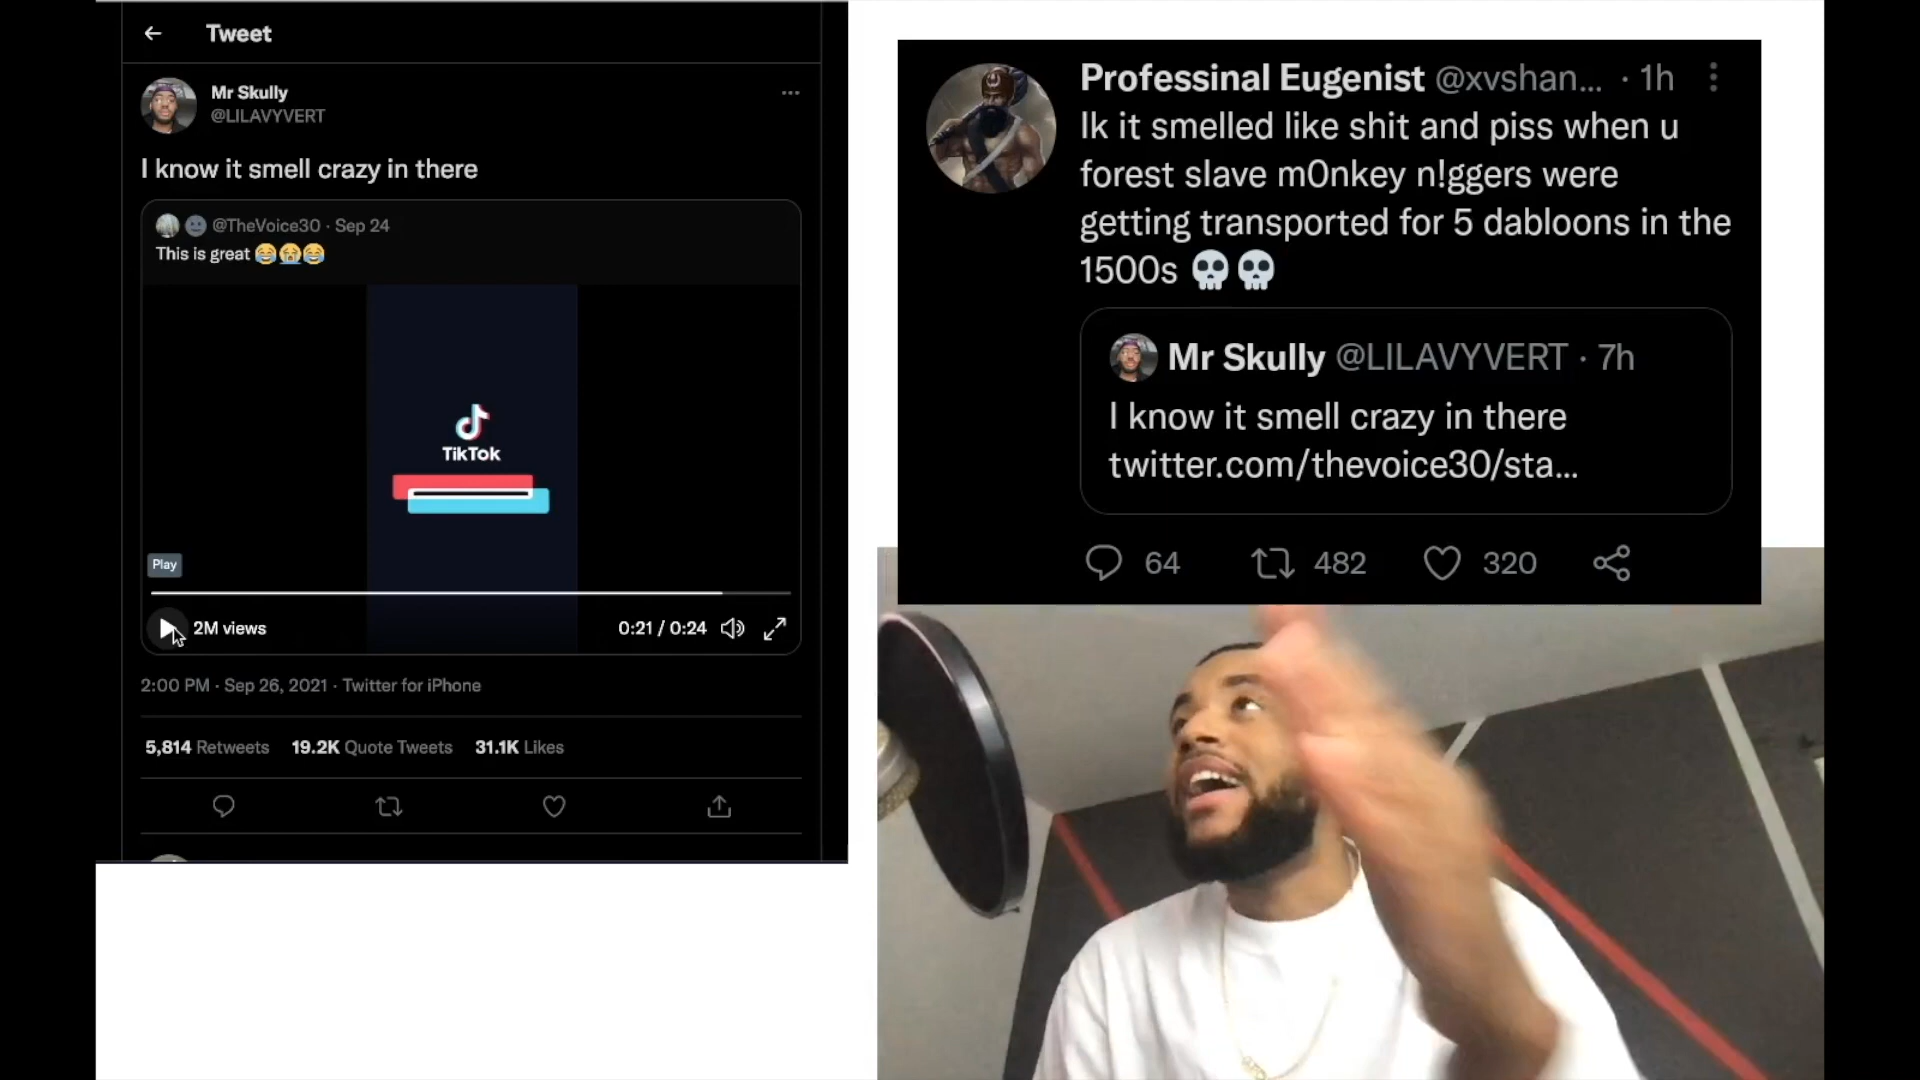 Tweet
Mr Skully
@LILAVYVERT
I know it smell crazy in there
@TheVoice30 · Sep 24
This is great 😂😭😂
TikTok
Play
2M views
0:21 / 0:24
2:00 PM · Sep 26, 2021 · Twitter for iPhone
5,814 Retweets 19.2K Quote Tweets 31.1K Likes
Professinal Eugenist @xvshan... · 1h
Ik it smelled like shit and piss when u
forest slave m0nkey n!ggers were
getting transported for 5 dabloons in the
1500s 💀💀
Mr Skully @LILAVYVERT · 7h
I know it smell crazy in there
twitter.com/thevoice30/sta...
64 482 320